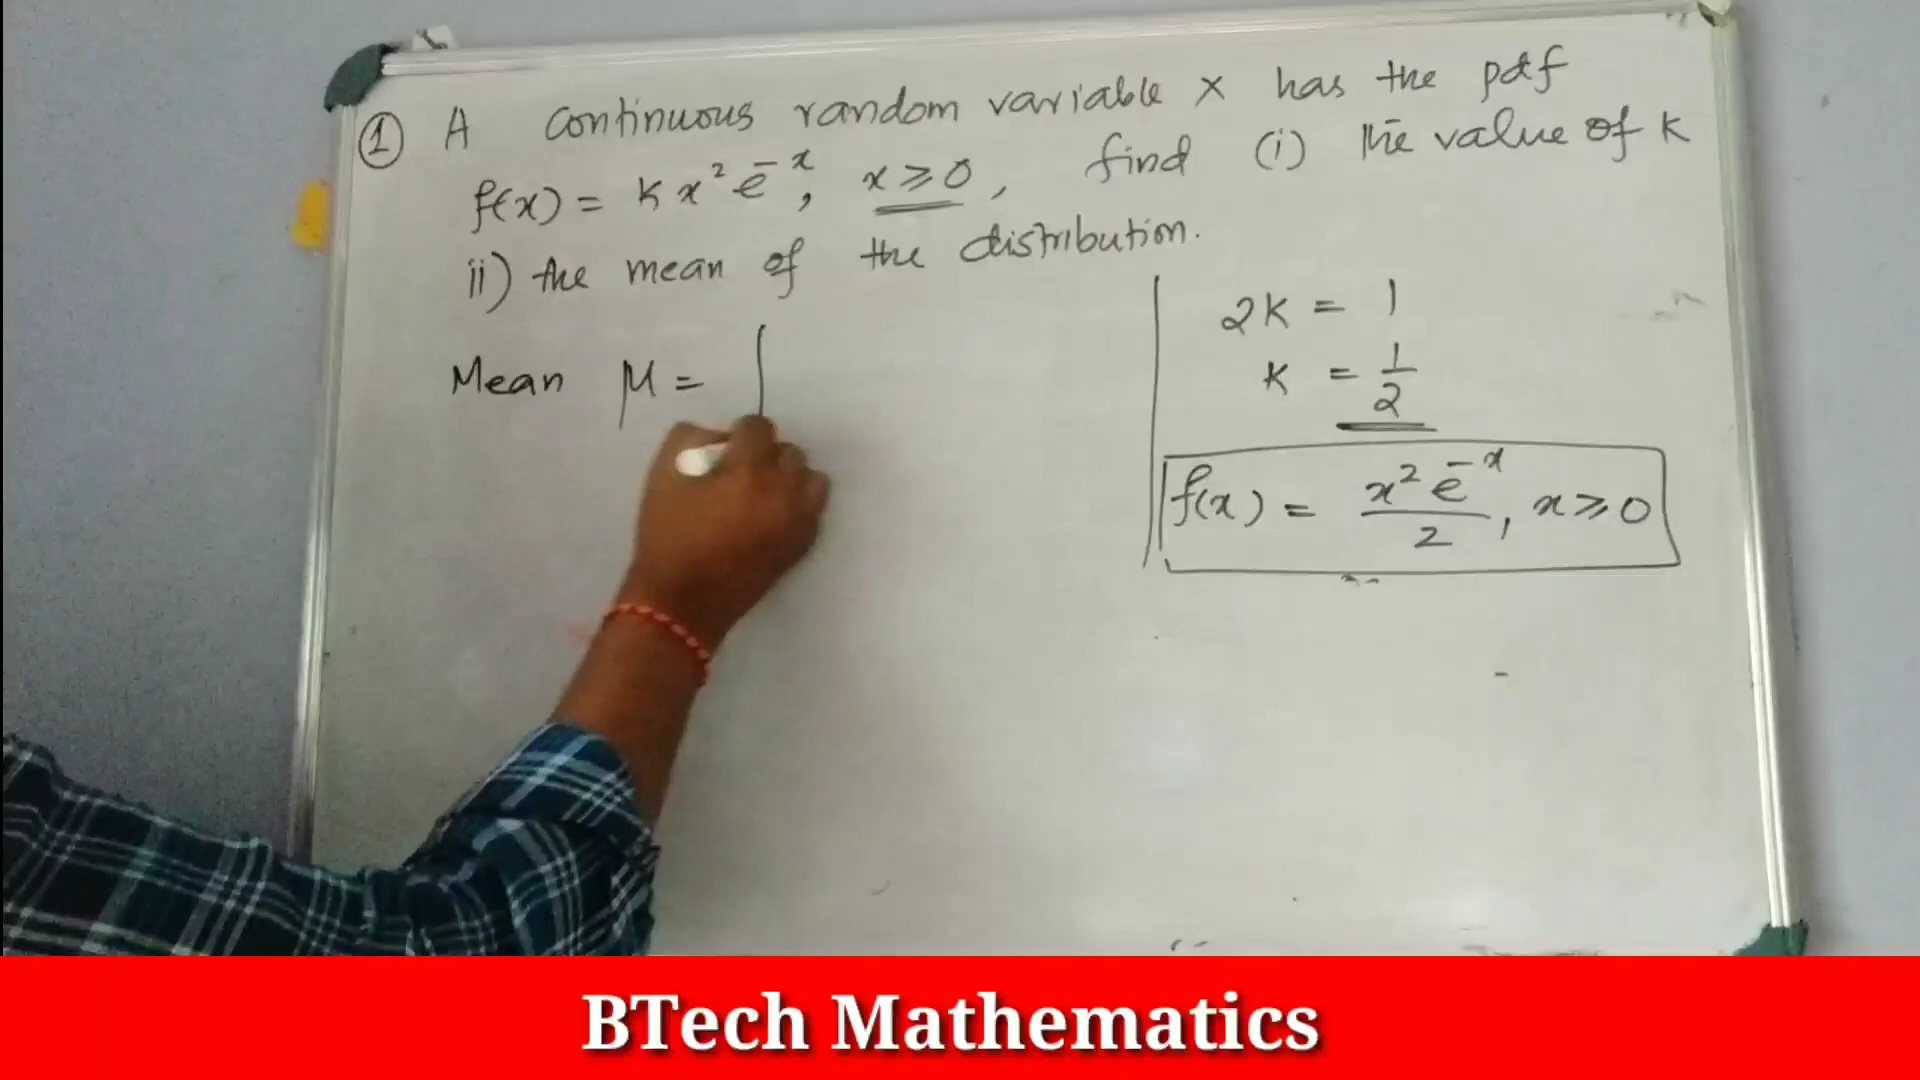 ① A continuous random variable X has the pdf
f(x) = K x² e⁻ˣ, x ⩾ 0, find (i) the value of K
ii) the mean of the distribution.
Mean μ = ∫
2K = 1
K = 1/2
f(x) = x² e⁻ˣ / 2, x ⩾ 0
BTech Mathematics